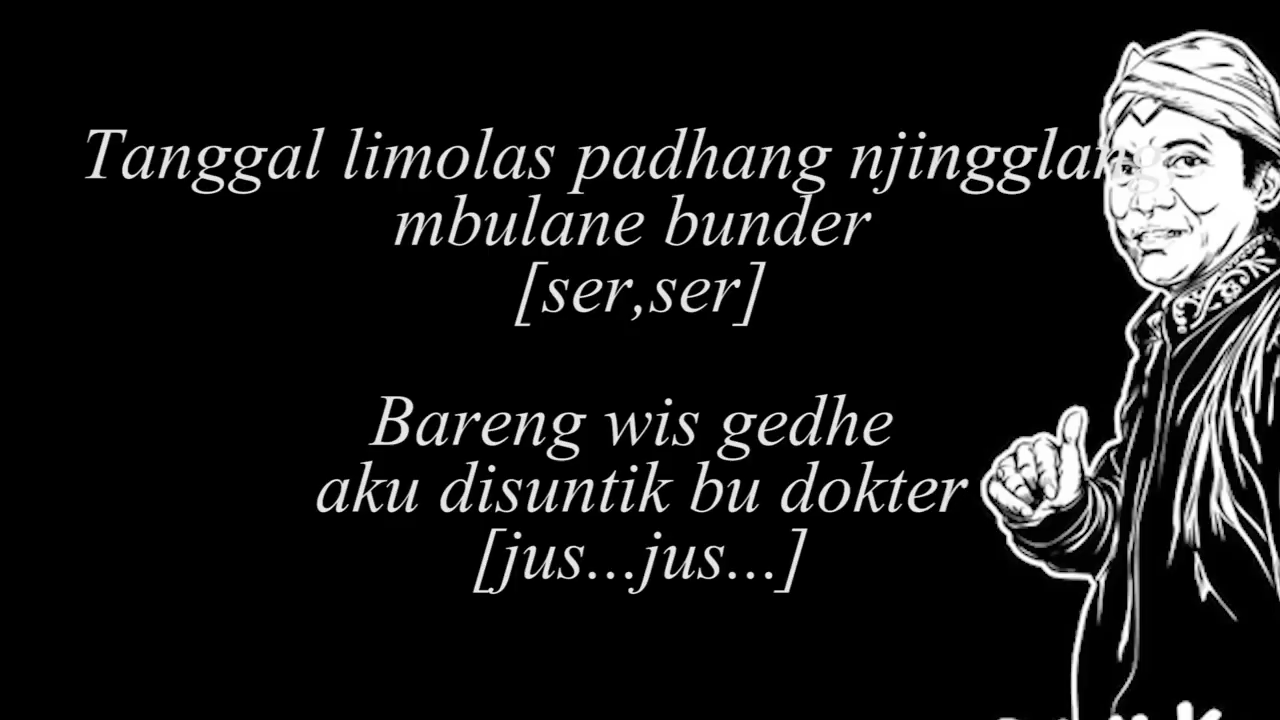 Tanggal limolas padhang njingglang
mbulane bunder
[ser,ser]
Bareng wis gedhe
aku disuntik bu dokter
[jus...jus...]